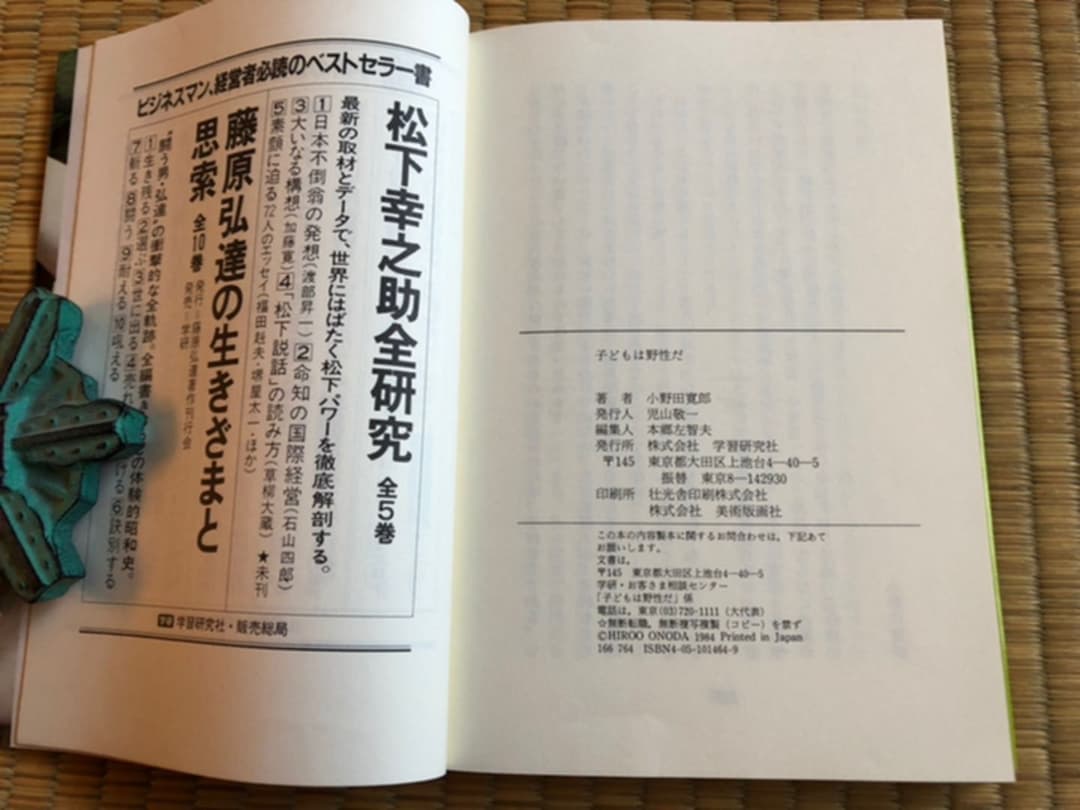 ビジネスマン、経営者必読のベストセラー書
松下幸之助全研究 全5巻
最新の取材とデータで、世界にはばたく松下パワーを徹底解剖する。
1日本不倒翁の発想(渡部昇一)2命知の国際経営(石山四郎)
3大いなる構想(加藤寛)4「松下説話」の読み方(草柳大蔵)★未刊
5素顔に迫る72人のエッセイ(福田赳夫・堺屋太一・ほか)
藤原弘達の生きざまと
思索 全10巻
発行=藤原弘達著作刊行会
発売=学研
"闘う男・弘達"の衝撃的な全軌跡。全編書き の体験的昭和史。
1生き残る2選ぶ3世に出る4売れ ける6訣別する
7斬る8闘う9耐える10吼える
学研 学習研究社・販売総局
子どもは野性だ
著 者 小野田寛郎
発行人 児山敬一
編集人 本郷左智夫
発行所 株式会社 学習研究社
〒145 東京都大田区上池台4―40―5
振替 東京8―142930
印刷所 壮光舎印刷株式会社
株式会社 美術版画社
この本の内容製本に関するお問合わせは、下記あて
お願いします。
文書は、
〒145 東京都大田区上池台4―40―5
学研・お客さま相談センター
「子どもは野性だ」係
電話は、東京(03)720-1111(大代表)
☆無断転職、無断複写複製(コピー)を禁ず
©HIROO ONODA 1984 Printed in Japan
166 764 ISBN4-05-101464-9